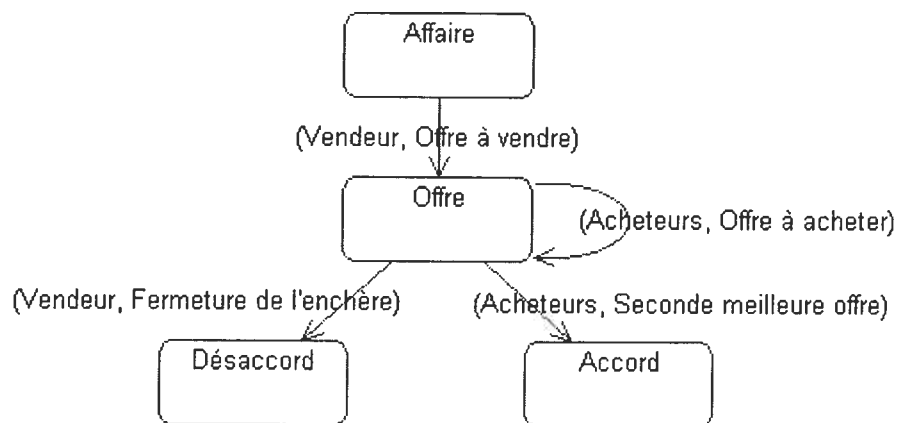 Affaire
(Vendeur, Offre à vendre)
Offre
(Acheteurs, Offre à acheter)
(Vendeur, Fermeture de l'enchère)
(Acheteurs, Seconde meilleure offre)
Désaccord
Accord